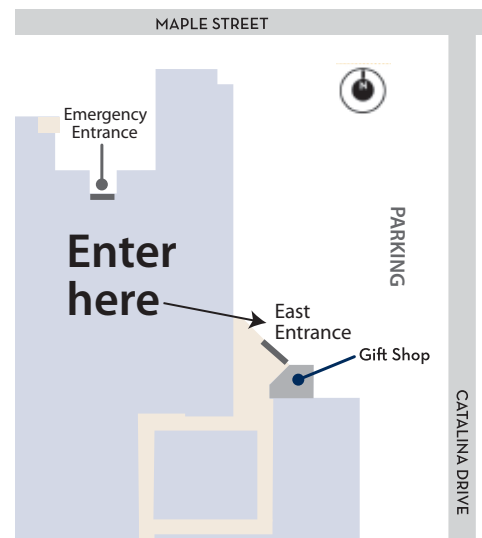 MAPLE STREET
N
Emergency
Entrance
PARKING
Enter
here
East
Entrance
Gift Shop
CATALINA DRIVE